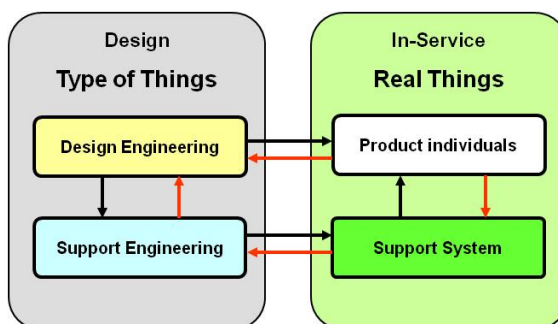 Design
Type of Things
Design Engineering
Support Engineering
In-Service
Real Things
Product individuals
Support System